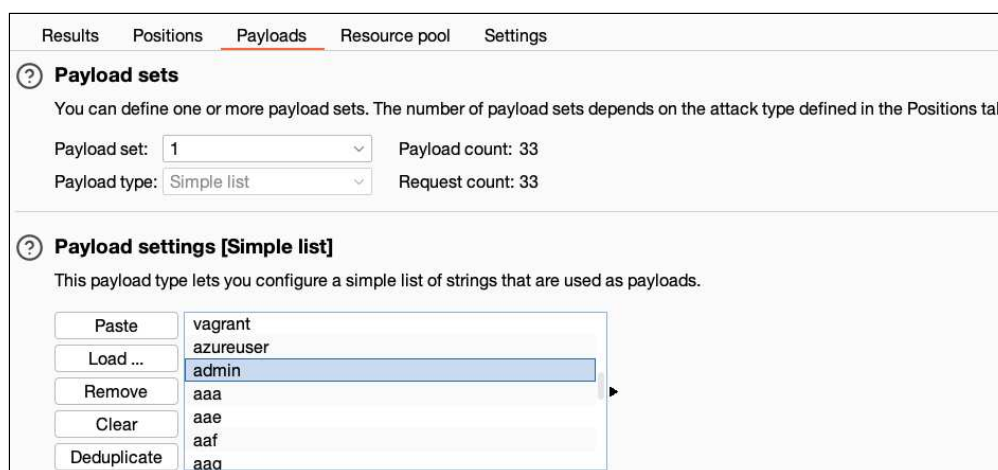 Results Positions Payloads Resource pool Settings
? Payload sets
You can define one or more payload sets. The number of payload sets depends on the attack type defined in the Positions
Payload set: 1 Payload count: 33
Payload type: Simple list Request count: 33
? Payload settings [Simple list]
This payload type lets you configure a simple list of strings that are used as payloads.
Paste vagrant
azureuser
Load ... admin
Remove aaa
aae
Clear aaf
Deduplicate aag